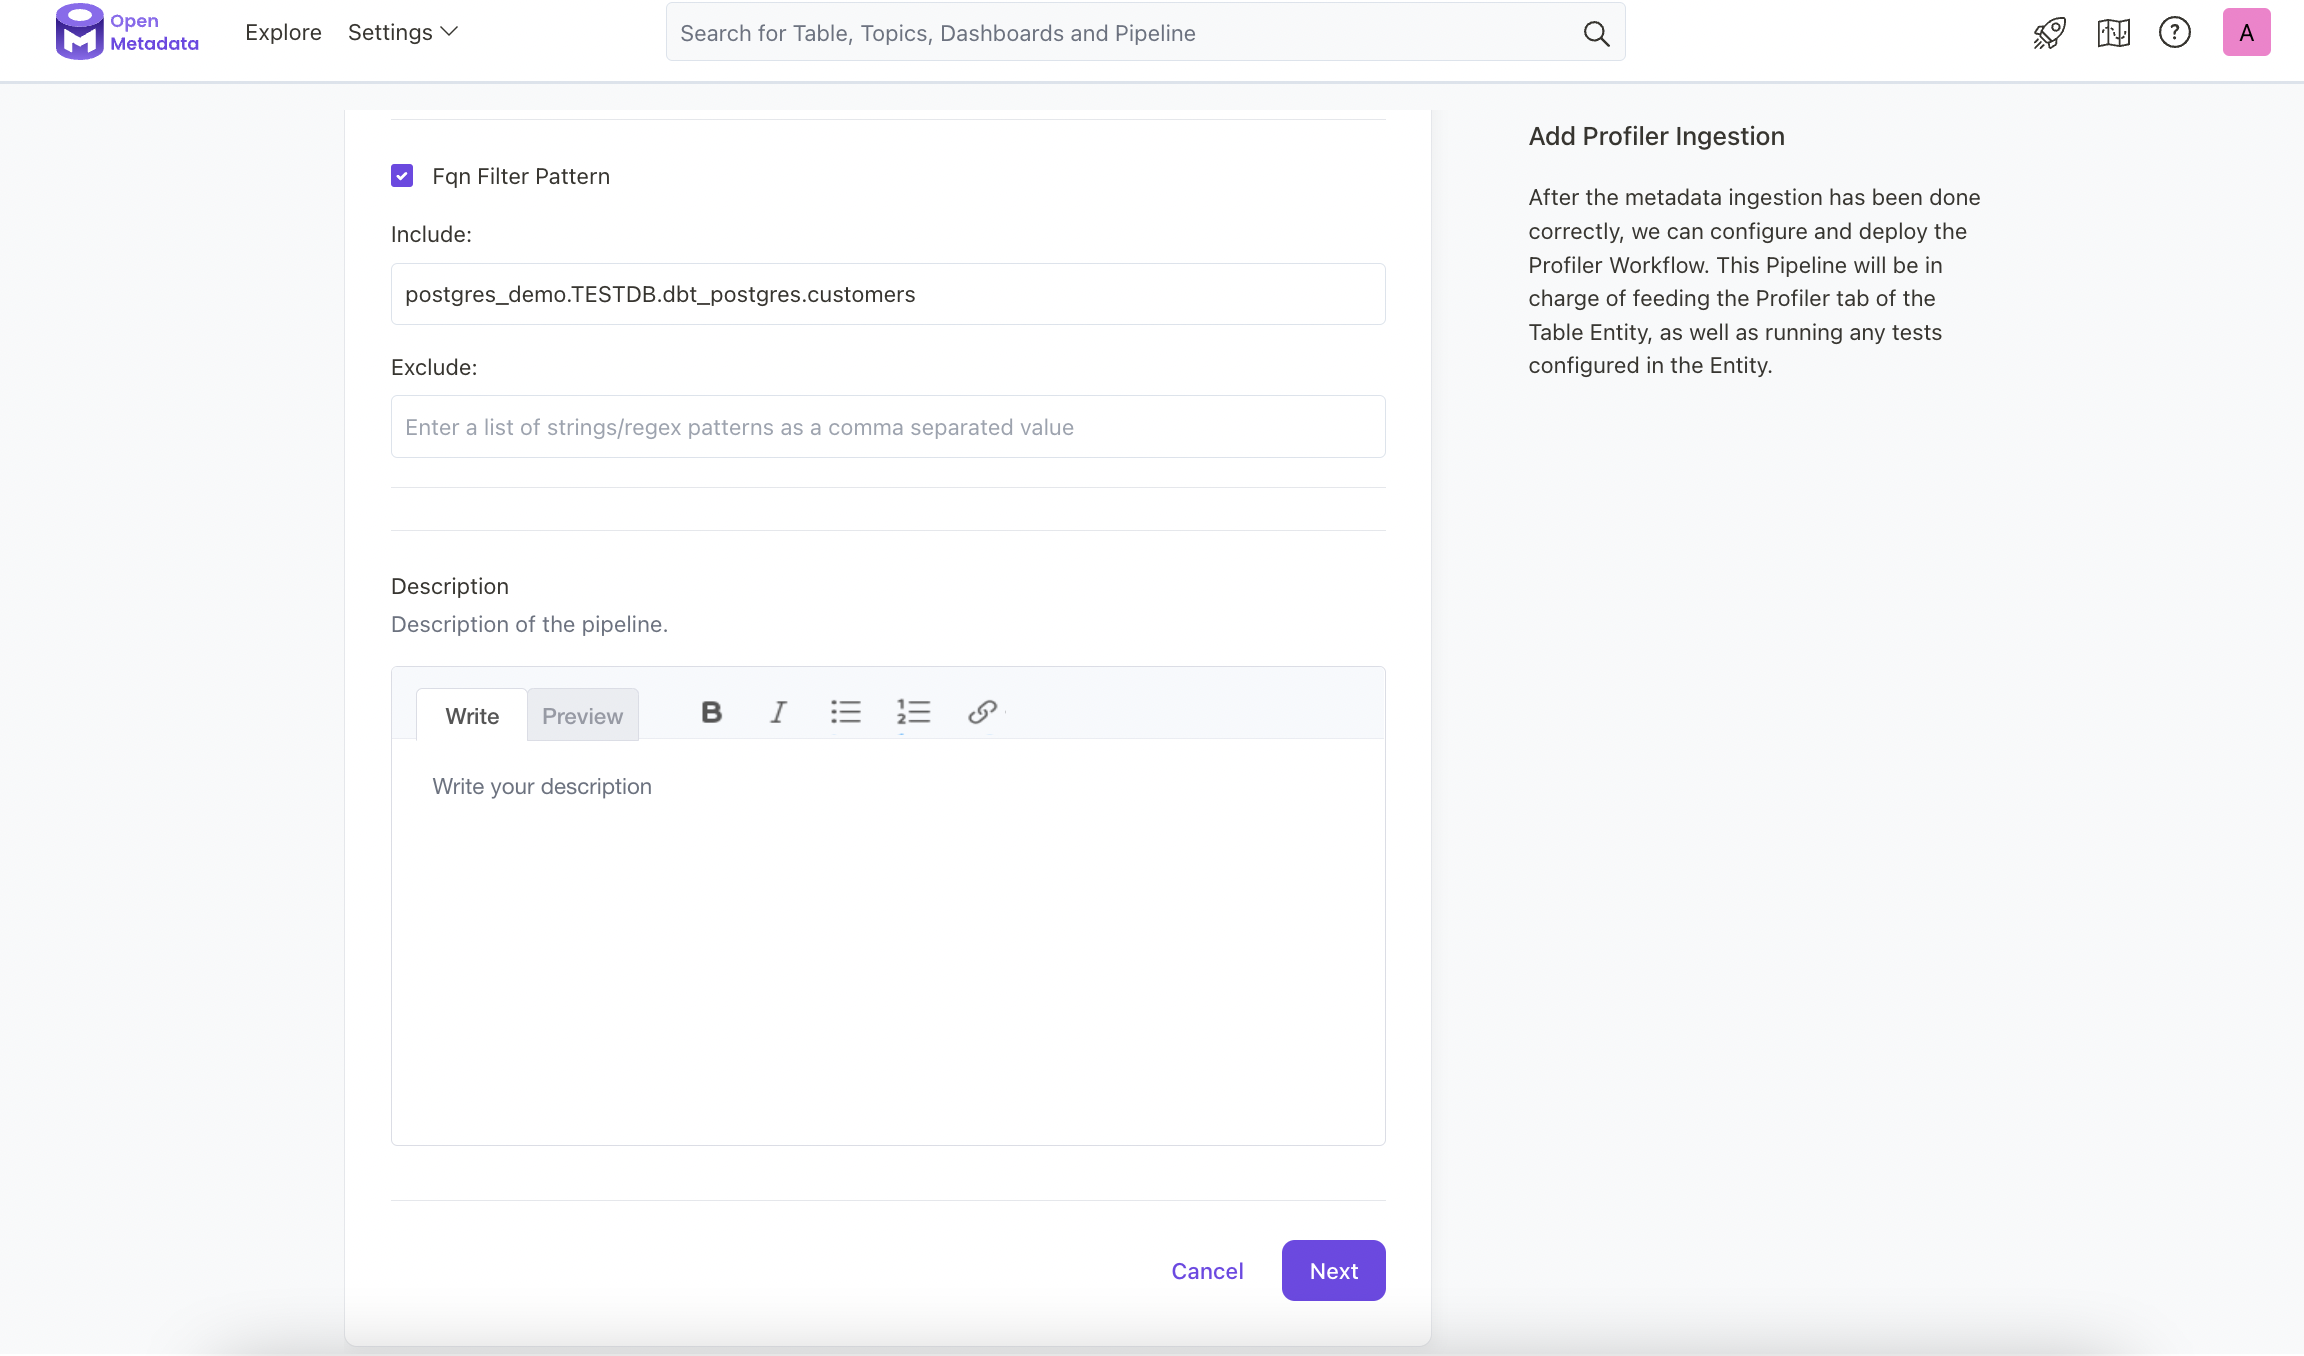 Open
Metadata
Explore
Settings
Search for Table, Topics, Dashboards and Pipeline
?
A
Fqn Filter Pattern
Include:
postgres_demo.TESTDB.dbt_postgres.customers
Exclude:
Enter a list of strings/regex patterns as a comma separated value
Description
Description of the pipeline.
Write
Preview
B
I
Write your description
Cancel
Next
Add Profiler Ingestion
After the metadata ingestion has been done
correctly, we can configure and deploy the
Profiler Workflow. This Pipeline will be in
charge of feeding the Profiler tab of the
Table Entity, as well as running any tests
configured in the Entity.